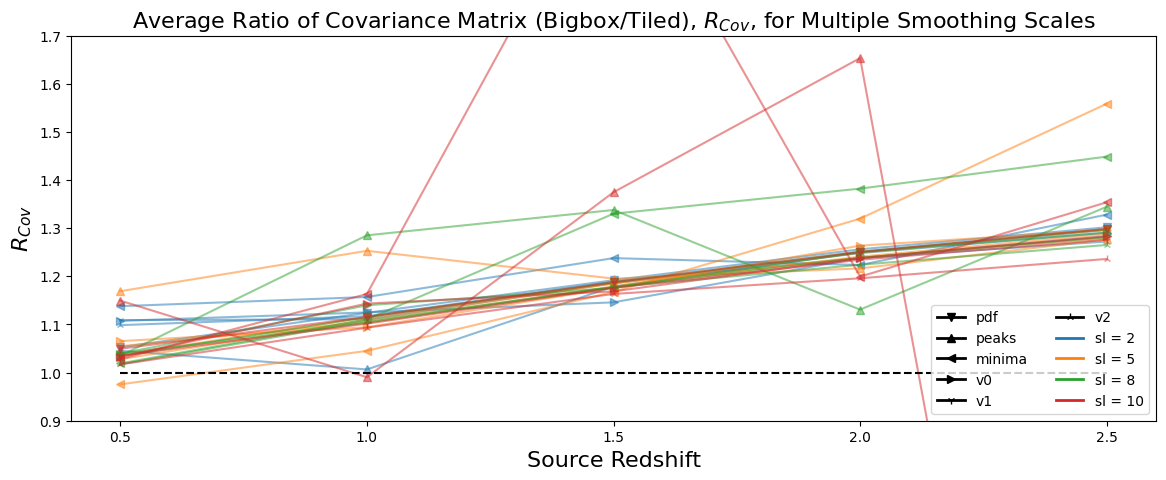 Average Ratio of Covariance Matrix (Bigbox/Tiled), R_Cov, for Multiple Smoothing Scales
R_Cov
1.7
1.6
1.5
1.4
1.3
1.2
1.1
1.0
0.9
0.5
1.0
1.5
2.0
2.5
Source Redshift
pdf
peaks
minima
v0
v1
v2
sl = 2
sl = 5
sl = 8
sl = 10